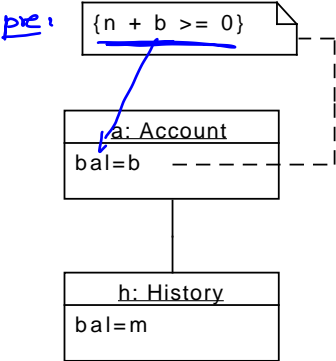 pre:
{n + b >= 0}
a: Account
bal=b
h: History
bal=m